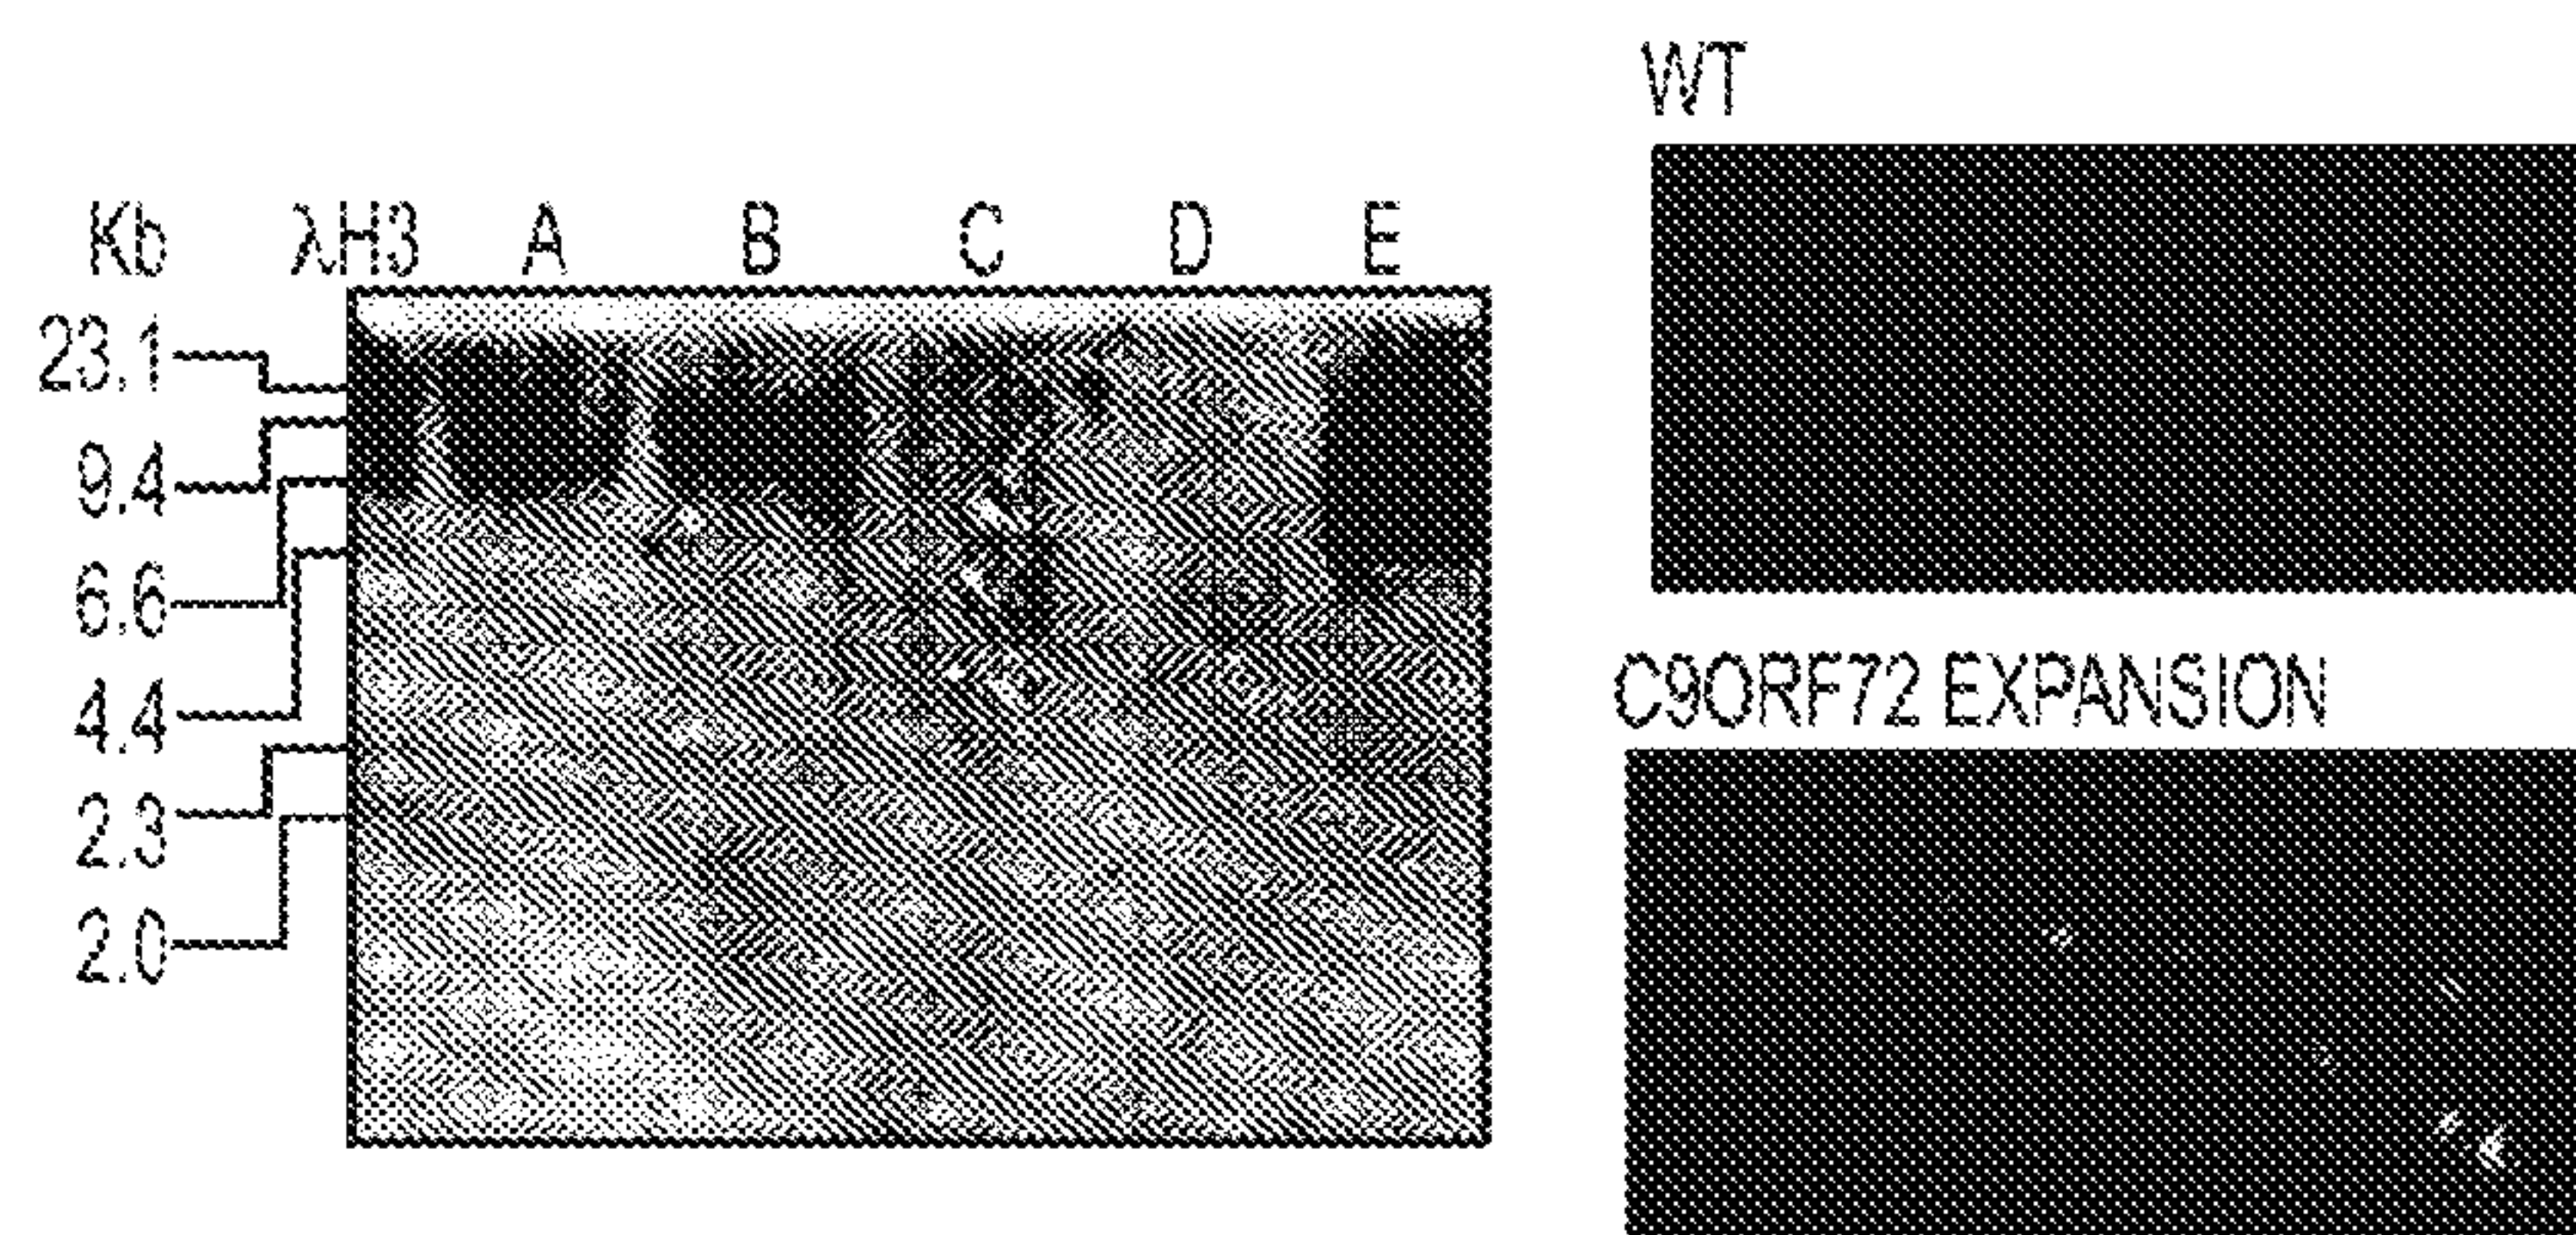 WT
Kb λH3 A B C D E
23.1
9.4
6.6
4.4
2.3
2.0
C9ORF72 EXPANSION